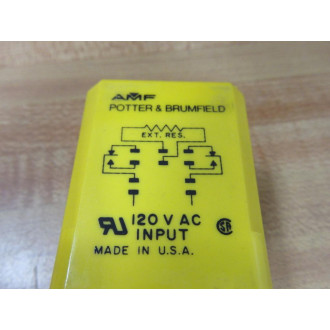 AMF
POTTER & BRUMFIELD
EXT. RES.
120 V AC
INPUT
MADE IN U.S.A.